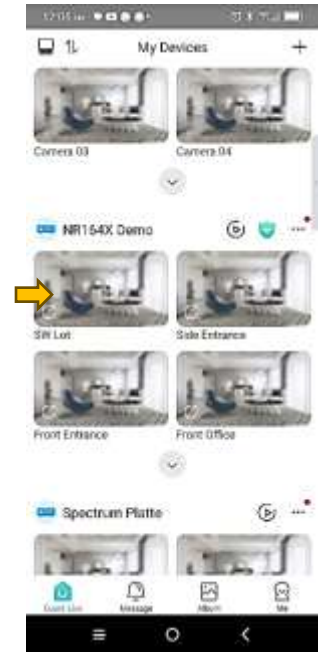 My Devices
Camera 03 Camera 04
NR164X Demo
SW Lot Side Entrance
Front Entrance Front Office
Spectrum Platte
Message Album Me